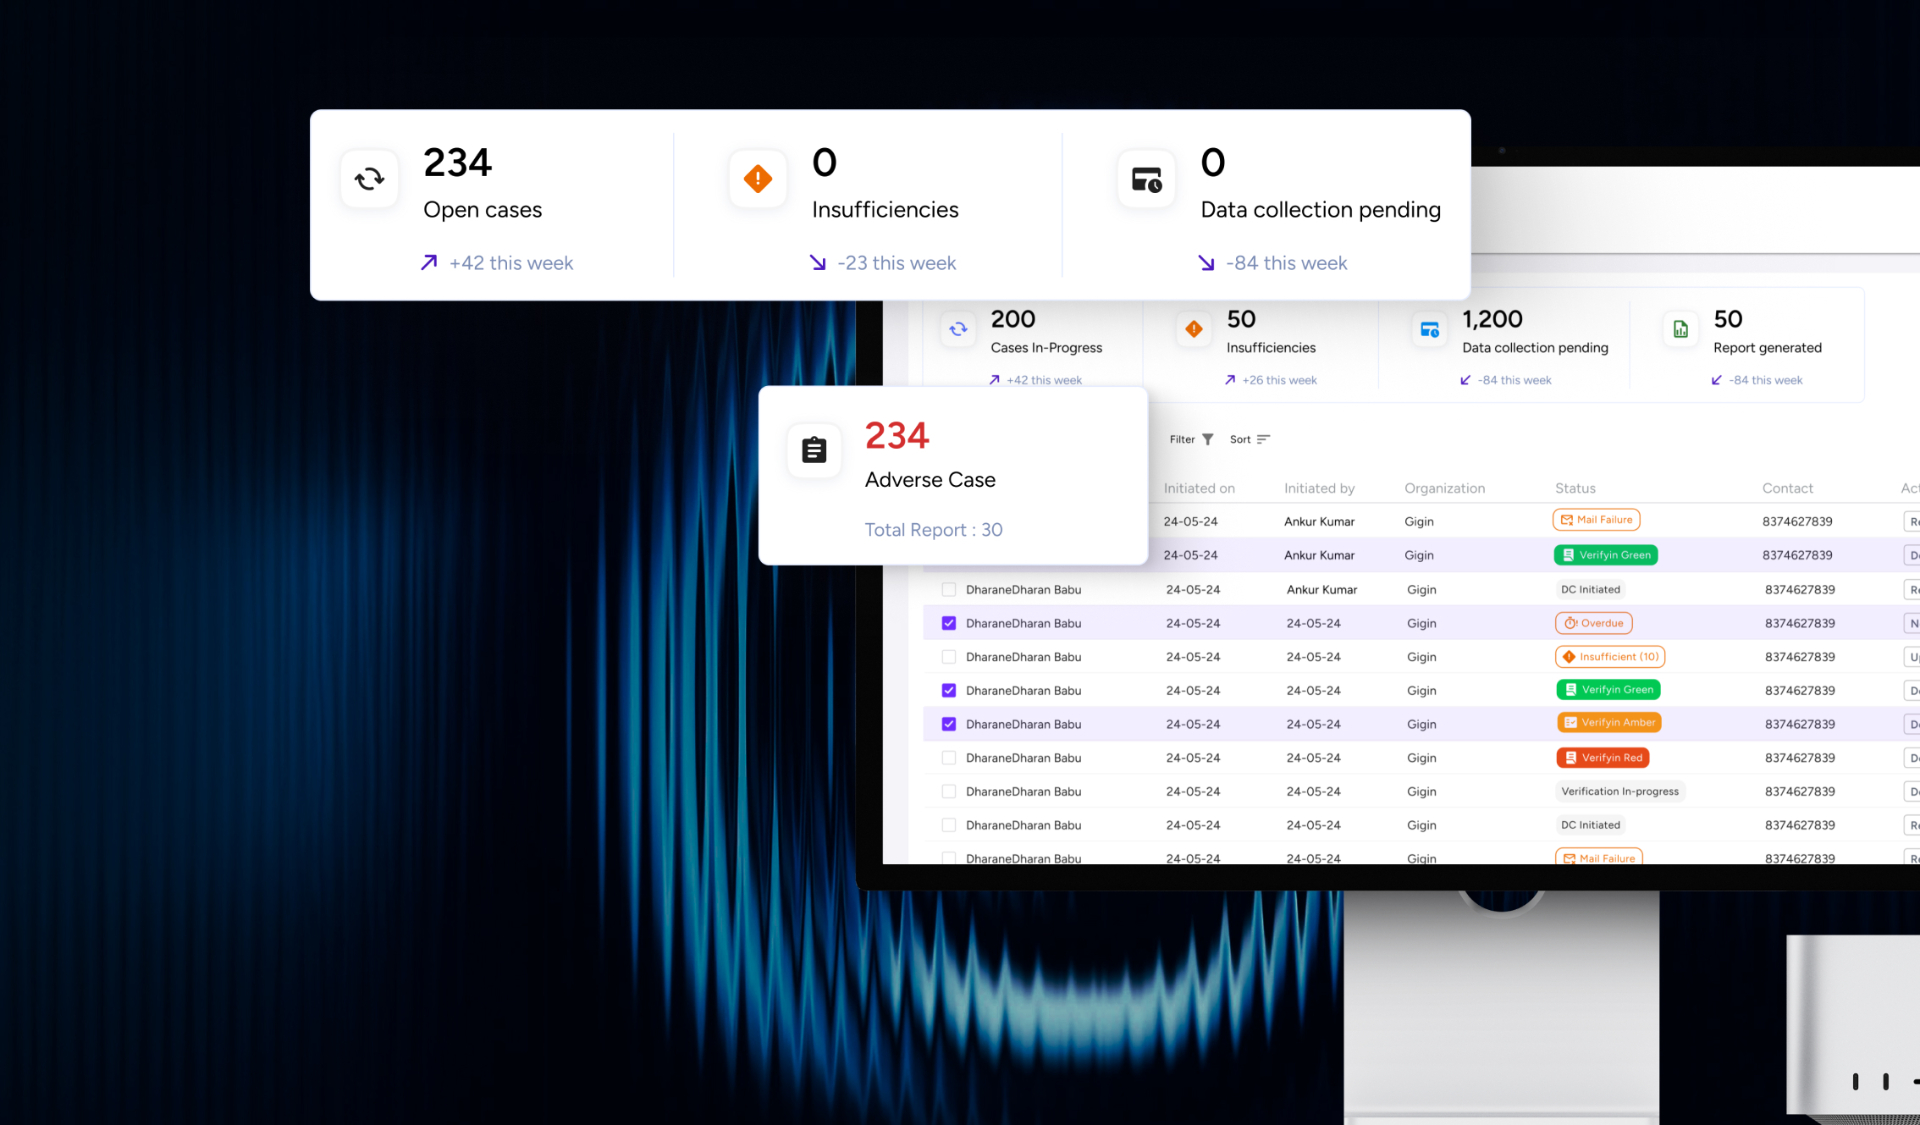 234
Open cases
+42 this week
0
Insufficiencies
-23 this week
0
Data collection pending
-84 this week
200
Cases In-Progress
+42 this week
50
Insufficiencies
+26 this week
1,200
Data collection pending
-84 this week
50
Report generated
-84 this week
234
Adverse Case
Total Report : 30
Filter Sort
Initiated on Initiated by Organization Status Contact
24-05-24 Ankur Kumar Gigin Mail Failure 8374627839
24-05-24 Ankur Kumar Gigin Verifyin Green 8374627839
DharaneDharan Babu 24-05-24 Ankur Kumar Gigin DC Initiated 8374627839
DharaneDharan Babu 24-05-24 24-05-24 Gigin Overdue 8374627839
DharaneDharan Babu 24-05-24 24-05-24 Gigin Insufficient (10) 8374627839
DharaneDharan Babu 24-05-24 24-05-24 Gigin Verifyin Green 8374627839
DharaneDharan Babu 24-05-24 24-05-24 Gigin Verifyin Amber 8374627839
DharaneDharan Babu 24-05-24 24-05-24 Gigin Verifyin Red 8374627839
DharaneDharan Babu 24-05-24 24-05-24 Gigin Verification In-progress 8374627839
DharaneDharan Babu 24-05-24 24-05-24 Gigin DC Initiated 8374627839
DharaneDharan Babu 24-05-24 24-05-24 Gigin Mail Failure 8374627839